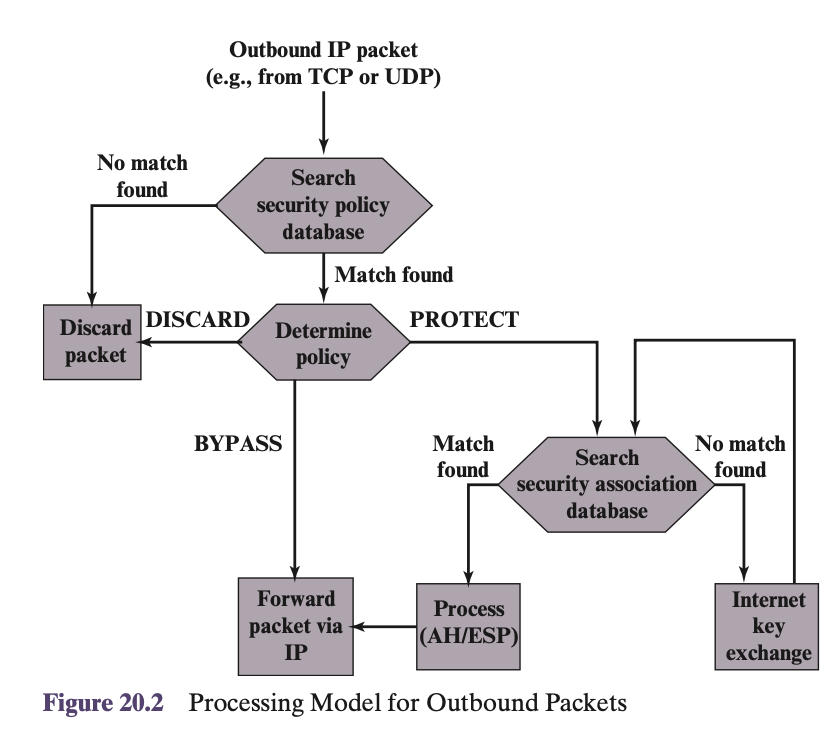 Outbound IP packet
(e.g., from TCP or UDP)
No match
found
Search
security policy
database
Match found
Discard
packet
DISCARD
Determine
policy
PROTECT
BYPASS
Match
found
Search
security association
database
No match
found
Forward
packet via
IP
Process
(AH/ESP)
Internet
key
exchange
Figure 20.2 Processing Model for Outbound Packets